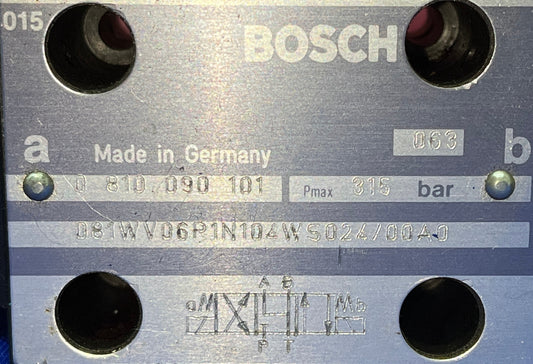 015
BOSCH
063
a
Made in Germany
b
0 810 090 101
Pmax 315 bar
081WV06P1N104WS024/00A0
A B
a b
P T